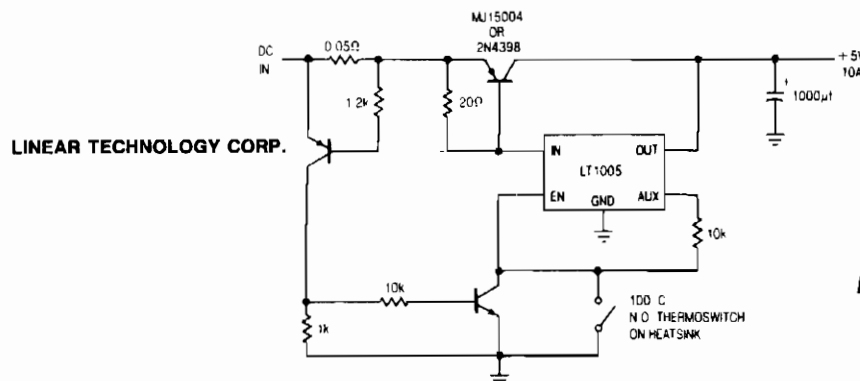 MJ15004
OR
2N4398
DC
IN
0.05Ω
+5V
10A
1.2k
20Ω
+
1000µf
LINEAR TECHNOLOGY CORP.
IN
OUT
LT1005
EN
GND
AUX
10k
10k
1k
100 C
N O THERMOSWITCH
ON HEATSINK